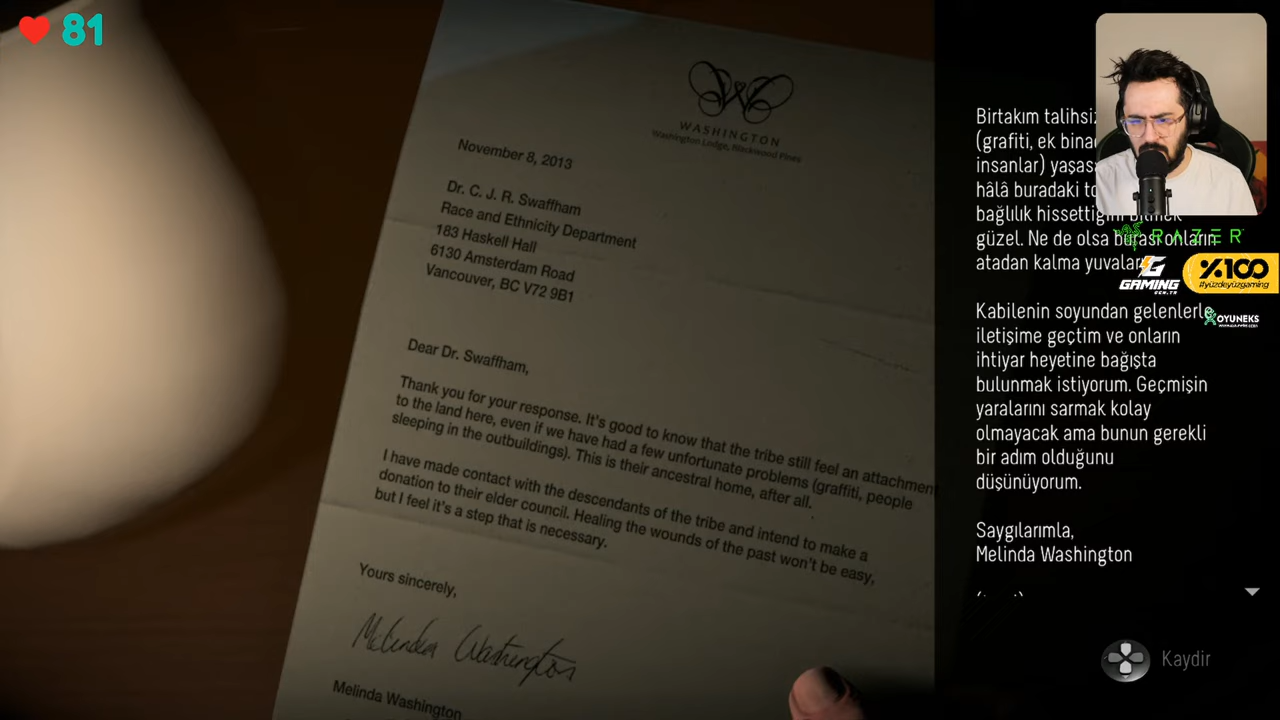 81
WASHINGTON
Washington Lodge, Blackwood Pines
November 8, 2013
Dr. C. J. R. Swaffham
Race and Ethnicity Department
183 Haskell Hall
6130 Amsterdam Road
Vancouver, BC V72 9B1
Dear Dr. Swaffham,
Thank you for your response. It's good to know that the tribe still feel an attachment
to the land here, even if we have had a few unfortunate problems (graffiti, people
sleeping in the outbuildings). This is their ancestral home, after all.
I have made contact with the descendants of the tribe and intend to make a
donation to their elder council. Healing the wounds of the past won't be easy,
but I feel it's a step that is necessary.
Yours sincerely,
Melinda Washington
Melinda Washington
Birtakım talihsiz
(grafiti, ek bina
insanlar) yaşasa
hâlâ buradaki to
bağlılık hissettiğini bilmek
güzel. Ne de olsa burası onların
atadan kalma yuvaları
Kabilenin soyundan gelenlerle
iletişime geçtim ve onların
ihtiyar heyetine bağışta
bulunmak istiyorum. Geçmişin
yaralarını sarmak kolay
olmayacak ama bunun gerekli
bir adım olduğunu
düşünüyorum.
Saygılarımla,
Melinda Washington
RAZER
GAMING
GEN.TR
%100
#yüzdeyüzgaming
OYUNEKS
Kaydir